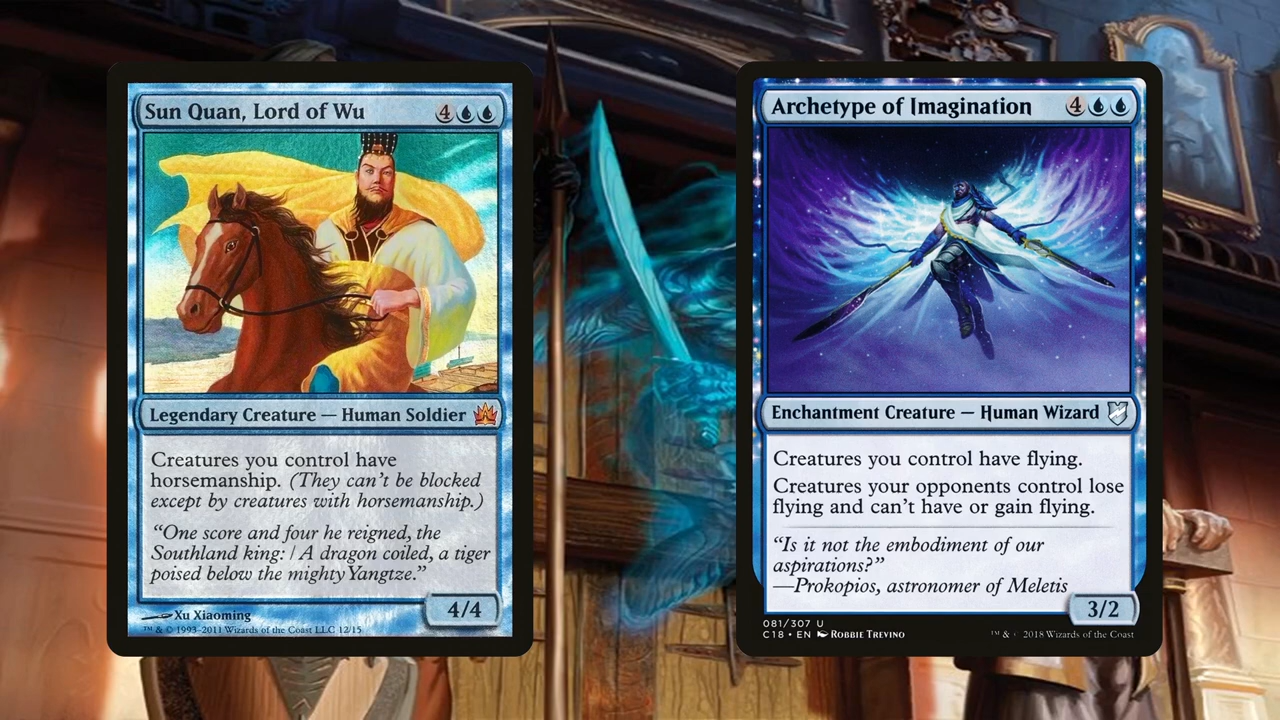 Sun Quan, Lord of Wu 4
Legendary Creature — Human Soldier
Creatures you control have
horsemanship. (They can't be blocked
except by creatures with horsemanship.)
“One score and four he reigned, the
Southland king: / A dragon coiled, a tiger
poised below the mighty Yangtze.”
4/4
Xu Xiaoming
™ & © 1993-2011 Wizards of the Coast LLC 12/15
Archetype of Imagination 4
Enchantment Creature — Human Wizard
Creatures you control have flying.
Creatures your opponents control lose
flying and can't have or gain flying.
“Is it not the embodiment of our
aspirations?”
—Prokopios, astronomer of Meletis
3/2
081/307 U
C18 • EN Robbie Trevino
™ & © 2018 Wizards of the Coast